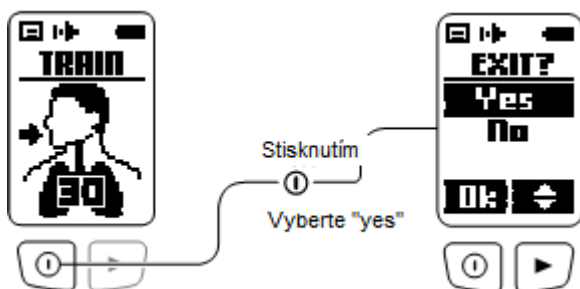 TRAIN
30
Stisknutím
Vyberte "yes"
EXIT?
Yes
No
Ok